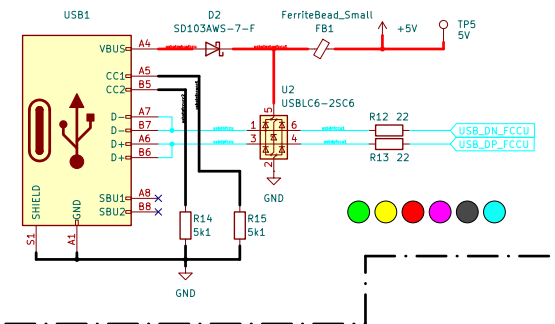 USB1
D2
SD103AWS-7-F
FerriteBead_Small
FB1
+5V
TP5
5V
VBUS
A4
CC1
A5
CC2
B5
U2
USBLC6-2SC6
D-
A7
D-
B7
D+
A6
D+
B6
1
6
3
4
5
2
R12 22
R13 22
USB_DN_FCCU
USB_DP_FCCU
GND
SBU1
A8
SBU2
B8
SHIELD
GND
S1
A1
R14
5k1
R15
5k1
GND